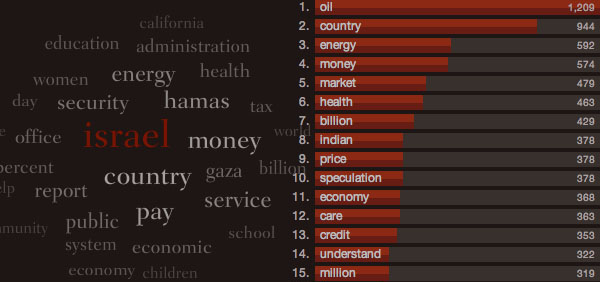 california
education administration
women energy health
day security hamas tax
office israel money world
percent country gaza billion
report pay service
public school
system economic
economy children
1. oil 1,209
2. country 944
3. energy 592
4. money 574
5. market 479
6. health 463
7. billion 429
8. indian 378
9. price 378
10. speculation 378
11. economy 368
12. care 363
13. credit 353
14. understand 322
15. million 319